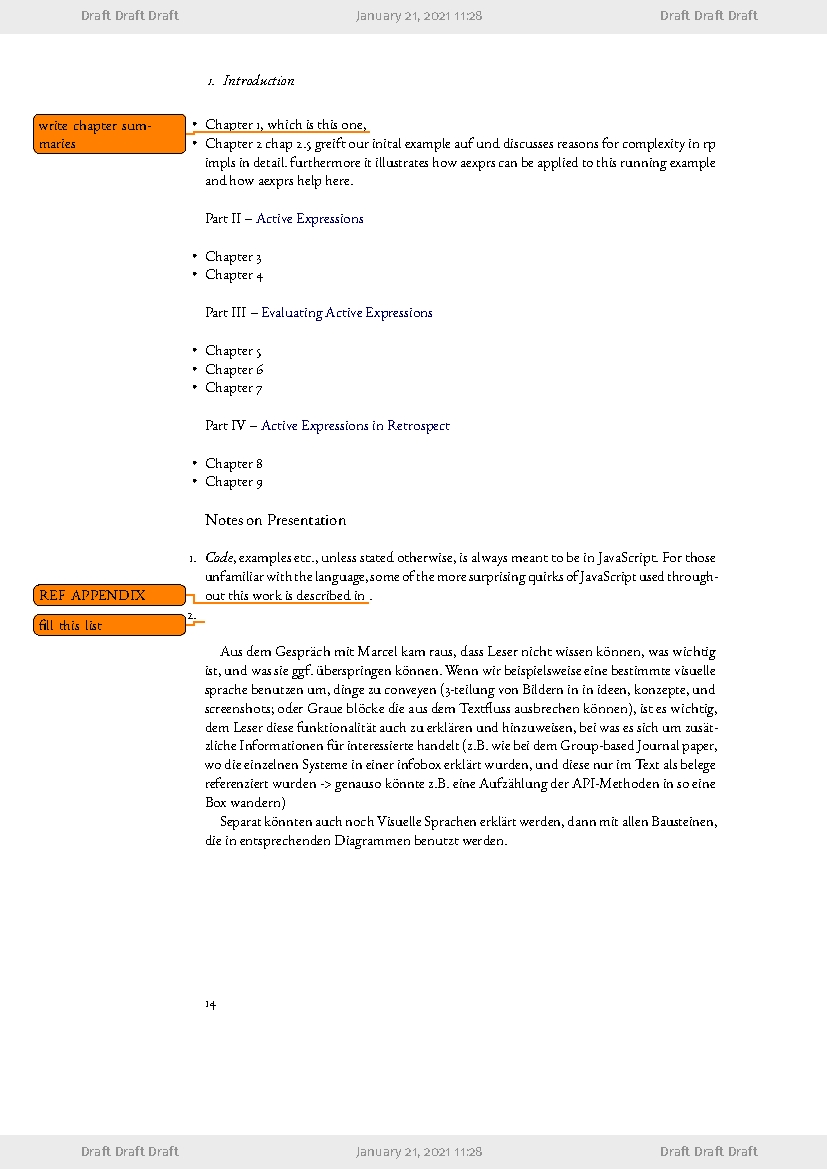 Draft Draft Draft January 21, 2021 11:28 Draft Draft Draft
1. Introduction
write chapter sum-
maries
• Chapter 1, which is this one,
• Chapter 2 chap 2.5 greift our inital example auf und discusses reasons for complexity in rp
impls in detail. furthermore it illustrates how aexprs can be applied to this running example
and how aexprs help here.
Part II – Active Expressions
• Chapter 3
• Chapter 4
Part III – Evaluating Active Expressions
• Chapter 5
• Chapter 6
• Chapter 7
Part IV – Active Expressions in Retrospect
• Chapter 8
• Chapter 9
Notes on Presentation
1. Code, examples etc., unless stated otherwise, is always meant to be in JavaScript. For those
unfamiliar with the language, some of the more surprising quirks of JavaScript used through-
out this work is described in .
REF APPENDIX
2.
fill this list
Aus dem Gespräch mit Marcel kam raus, dass Leser nicht wissen können, was wichtig
ist, und was sie ggf. überspringen können. Wenn wir beispielsweise eine bestimmte visuelle
sprache benutzen um, dinge zu conveyen (3-teilung von Bildern in in ideen, konzepte, und
screenshots; oder Graue blöcke die aus dem Textfluss ausbrechen können), ist es wichtig,
dem Leser diese funktionalität auch zu erklären und hinzuweisen, bei was es sich um zusät-
zliche Informationen für interessierte handelt (z.B. wie bei dem Group-based Journal paper,
wo die einzelnen Systeme in einer infobox erklärt wurden, und diese nur im Text als belege
referenziert wurden -> genauso könnte z.B. eine Aufzählung der API-Methoden in so eine
Box wandern)
Separat könnten auch noch Visuelle Sprachen erklärt werden, dann mit allen Bausteinen,
die in entsprechenden Diagrammen benutzt werden.
14
Draft Draft Draft January 21, 2021 11:28 Draft Draft Draft